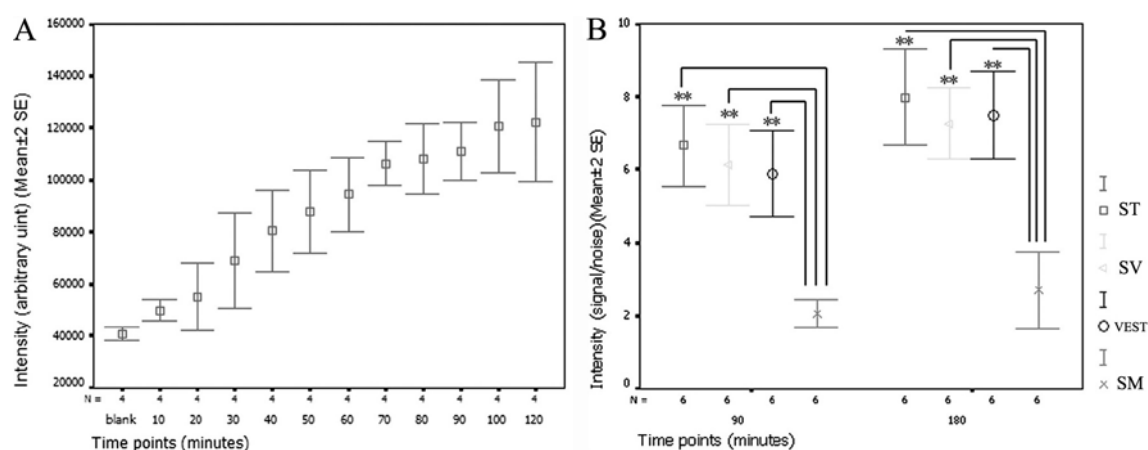 A
Intensity (arbitrary uint) (Mean±2 SE)
160000
140000
120000
100000
80000
60000
40000
20000
N = 4 4 4 4 4 4 4 4 4 4 4
blank 10 20 30 40 50 60 70 80 90 100 120
Time points (minutes)
B
Intensity (signal/noise)(Mean±2 SE)
10
8
6
4
2
0
** ** ** ** ** **
N = 6 6 6 6 6 6 6 6
90 180
Time points (minutes)
ST
SV
VEST
SM